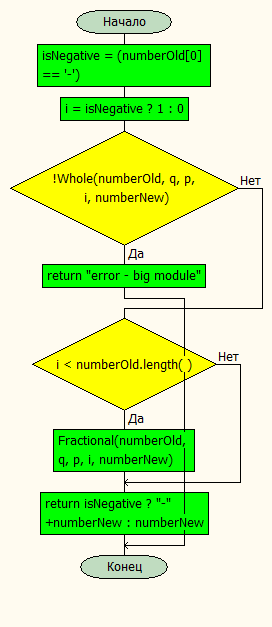 Начало
isNegative = (numberOld[0]
== '-')
i = isNegative ? 1 : 0
!Whole(numberOld, q, p,
i, numberNew)
Нет
Да
return "error - big module"
i < numberOld.length( )
Нет
Да
Fractional(numberOld,
q, p, i, numberNew)
return isNegative ? "-"
+numberNew : numberNew
Конец